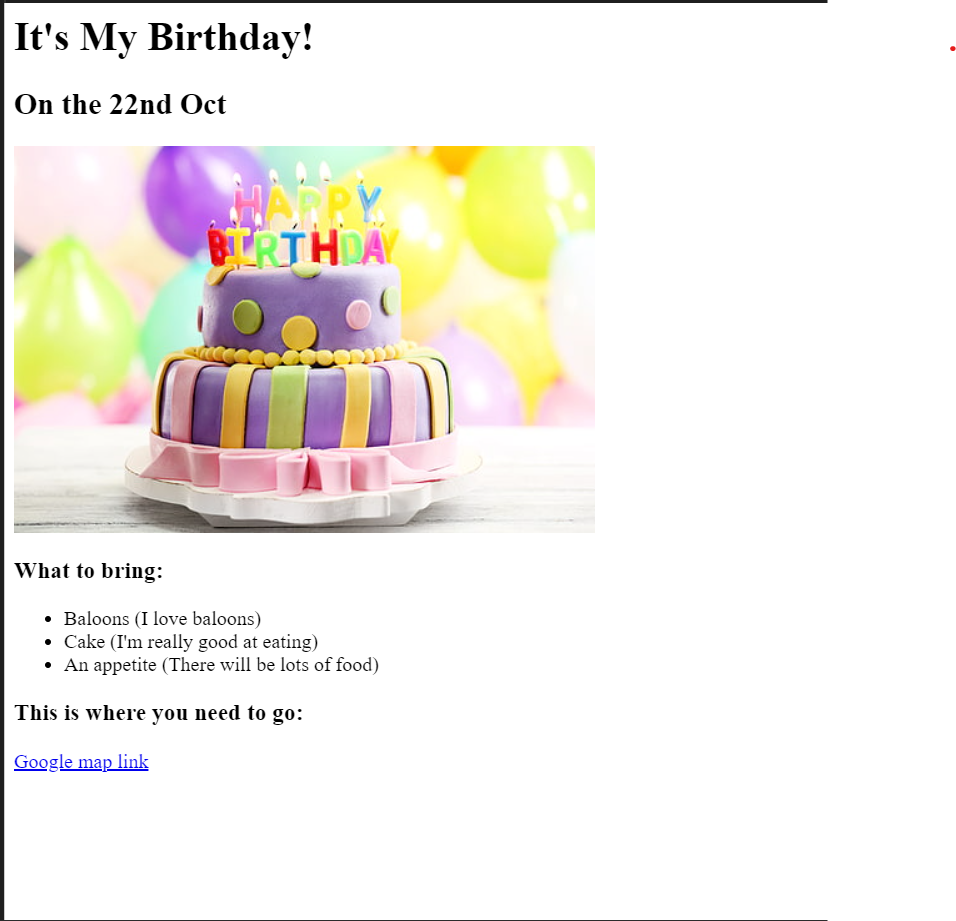 It's My Birthday!
On the 22nd Oct
HAPPY
BIRTHDAY
What to bring:
Baloons (I love baloons)
Cake (I'm really good at eating)
An appetite (There will be lots of food)
This is where you need to go:
Google map link